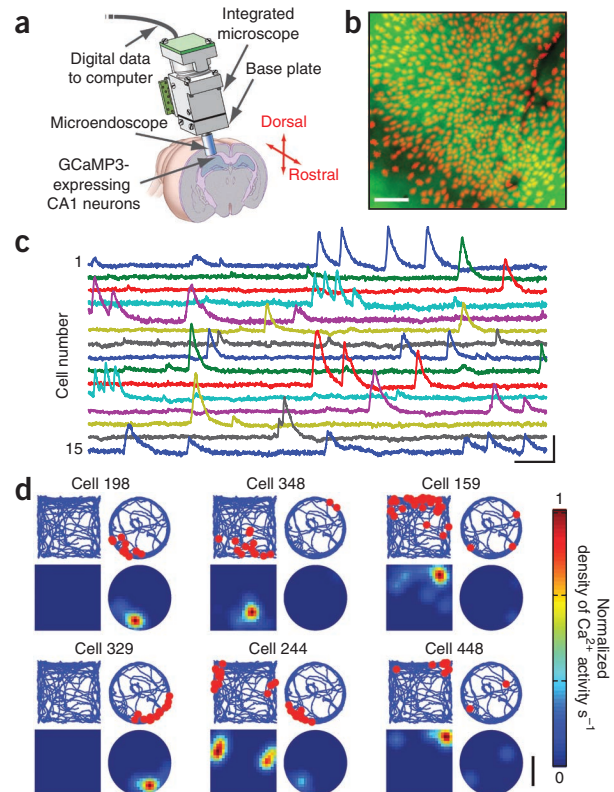 a
Digital data
to computer
Integrated
microscope
Base plate
Microendoscope
Dorsal
GCaMP3-
expressing
CA1 neurons
Rostral
b
c
1
Cell number
15
d
Cell 198
Cell 348
Cell 159
Cell 329
Cell 244
Cell 448
1
Normalized
density of Ca²⁺
activity s⁻¹
0